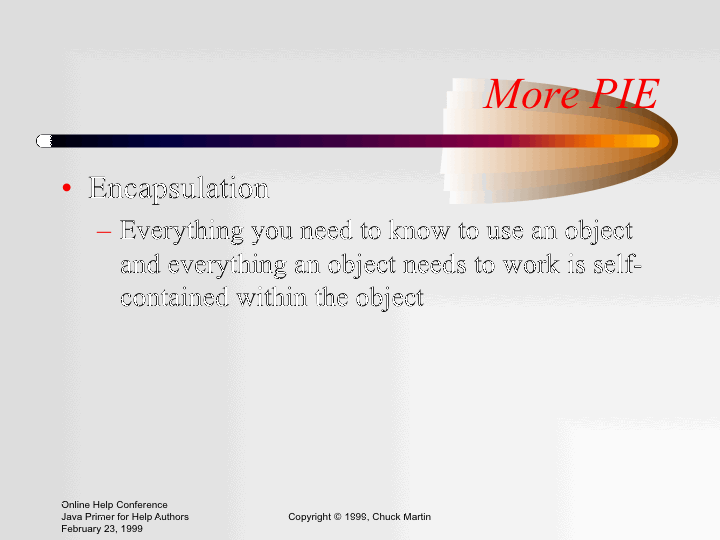 More PIE
• Encapsulation
– Everything you need to know to use an object
and everything an object needs to work is self-
contained within the object
Online Help Conference
Java Primer for Help Authors
February 23, 1999
Copyright © 1999, Chuck Martin